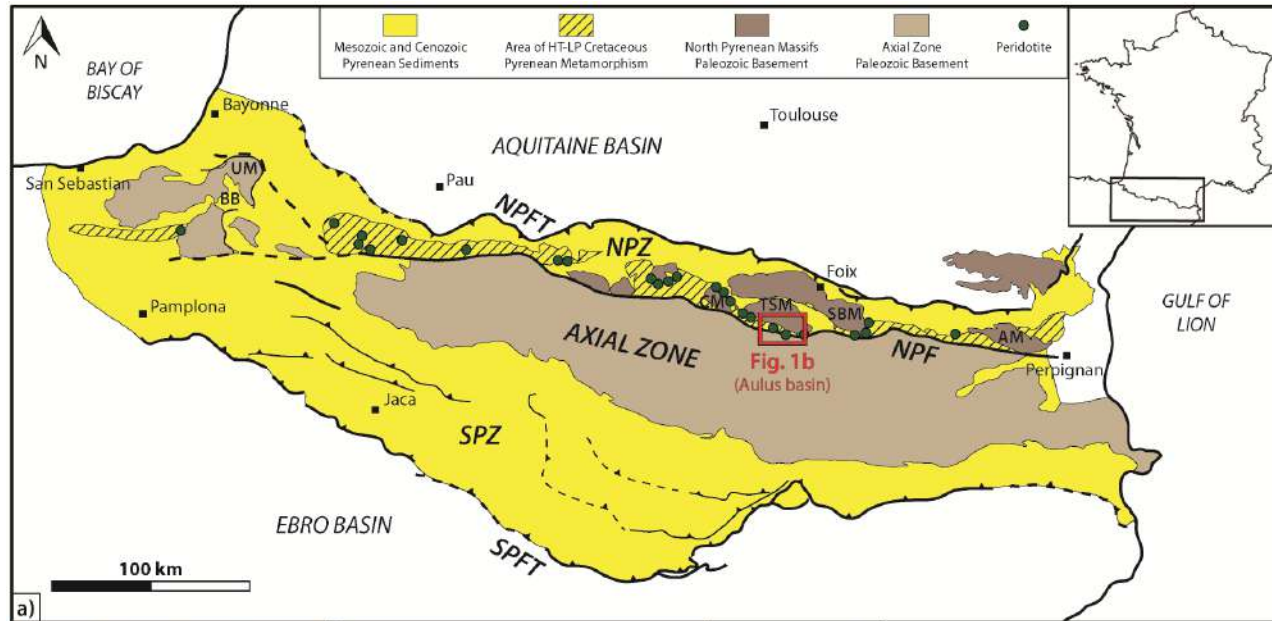 N
Mesozoic and Cenozoic
Pyrenean Sediments
Area of HT-LP Cretaceous
Pyrenean Metamorphism
North Pyrenean Massifs
Paleozoic Basement
Axial Zone
Paleozoic Basement
Peridotite
BAY OF
BISCAY
Bayonne
Toulouse
AQUITAINE BASIN
San Sebastian
UM
BB
Pau
NPFT
NPZ
Foix
GULF OF
LION
CM
TSM
SBM
AM
Pamplona
AXIAL ZONE
Fig. 1b
(Aulus basin)
NPF
Perpignan
Jaca
SPZ
EBRO BASIN
SPFT
100 km
a)